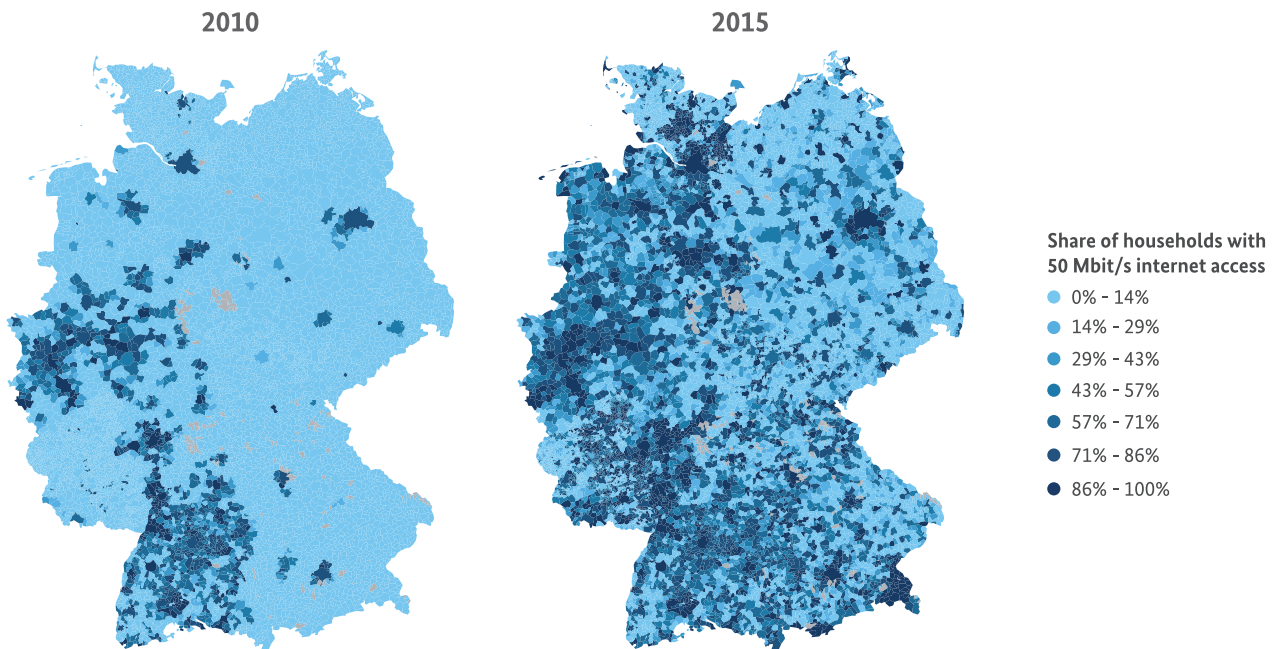 2010
2015
Share of households with
50 Mbit/s internet access
0% - 14%
14% - 29%
29% - 43%
43% - 57%
57% - 71%
71% - 86%
86% - 100%